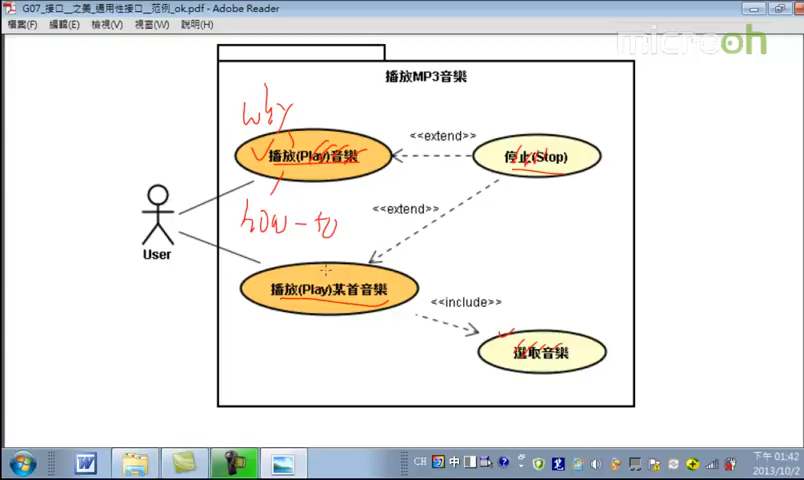 G07_接口__之美_通用性接口__范例_ok.pdf - Adobe Reader
檔案(F) 編輯(E) 檢視(V) 視窗(W) 說明(H)
microoh
播放MP3音樂
why
播放(Play)音樂
<<extend>>
停止(Stop)
<<extend>>
how-to
User
播放(Play)某首音樂
<<include>>
選取音樂
CH 中
下午 01:42
2013/10/2